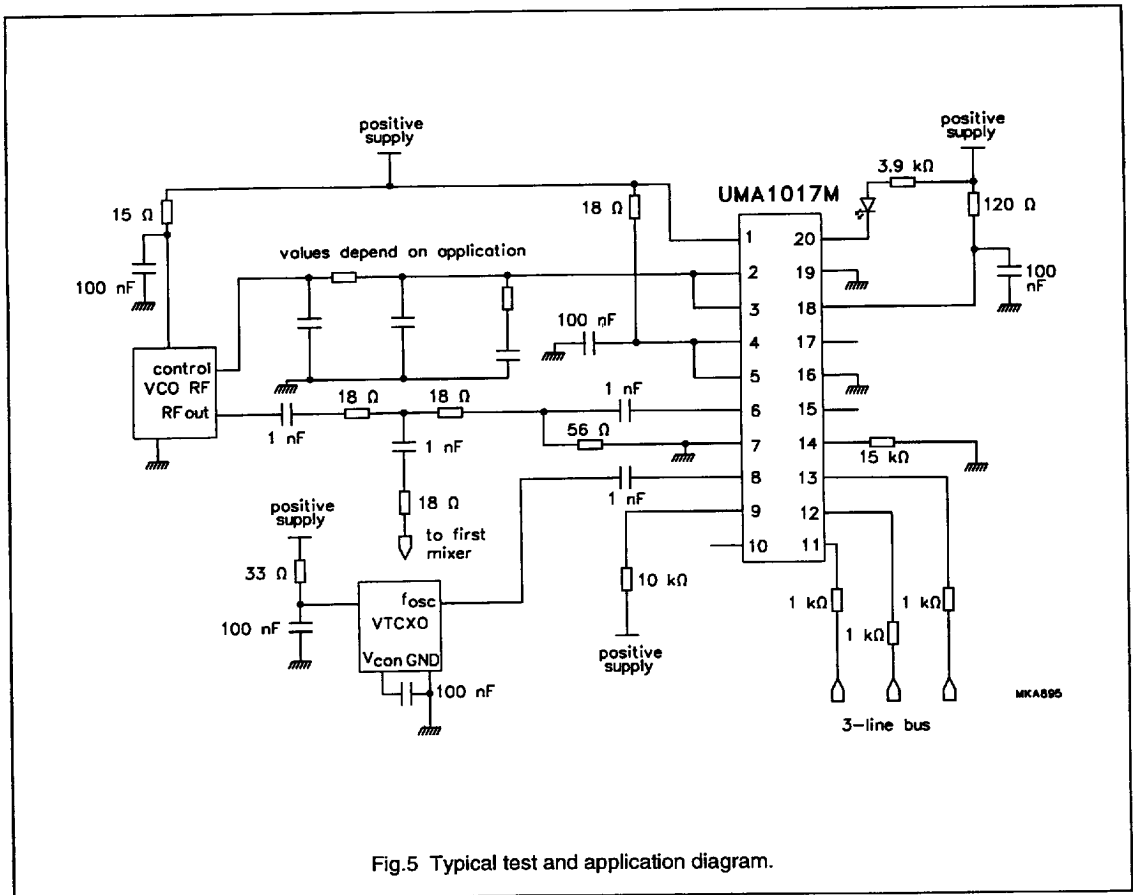 positive
supply
positive
supply
3.9 kΩ
UMA1017M
15 Ω
18 Ω
120 Ω
1
20
values depend on application
100 nF
2
19
100
nF
3
18
100 nF
4
17
control
VCO RF
RFout
5
16
18 Ω
18 Ω
1 nF
6
15
1 nF
56 Ω
7
14
15 kΩ
1 nF
8
13
1 nF
18 Ω
9
12
positive
supply
to first
mixer
10
11
33 Ω
10 kΩ
fosc
VTCXO
1 kΩ
1 kΩ
1 kΩ
100 nF
positive
supply
Vcon GND
100 nF
3-line bus
MKA895
Fig.5 Typical test and application diagram.